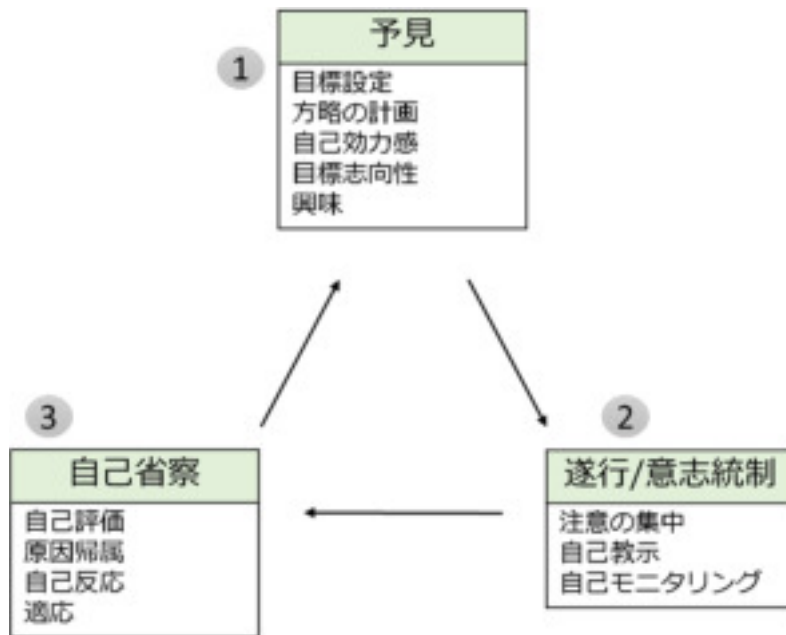 1
予見
目標設定
方略の計画
自己効力感
目標志向性
興味
2
遂行/意志統制
注意の集中
自己教示
自己モニタリング
3
自己省察
自己評価
原因帰属
自己反応
適応